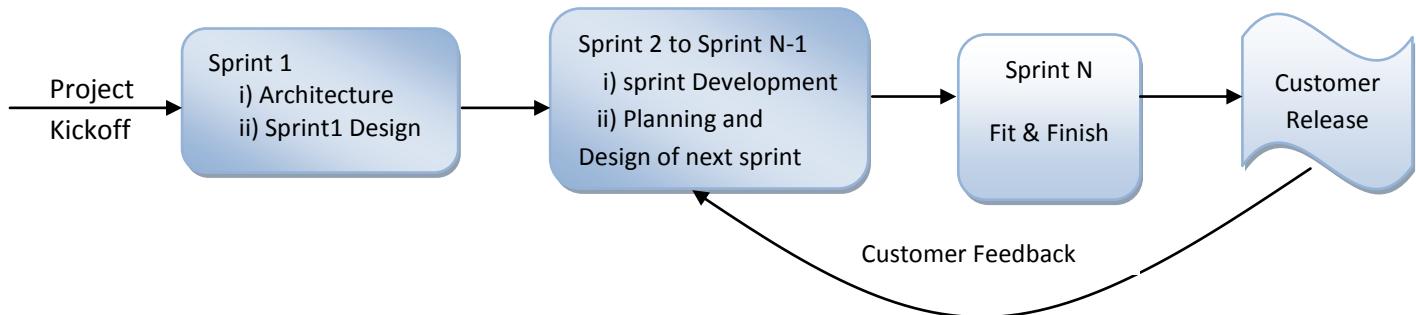 Project
Kickoff
Sprint 1
i) Architecture
ii) Sprint1 Design
Sprint 2 to Sprint N-1
i) sprint Development
ii) Planning and
Design of next sprint
Sprint N
Fit & Finish
Customer
Release
Customer Feedback